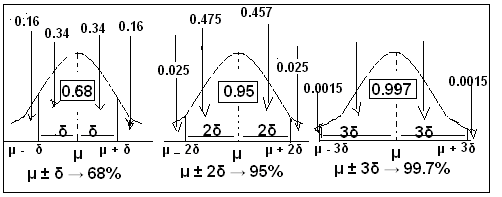 0.16 0.34 0.34 0.16
0.68
δ δ
μ - δ μ μ + δ
μ ± δ → 68%
0.475 0.457
0.025 0.025
0.95
2δ 2δ
μ - 2δ μ μ + 2δ
μ ± 2δ → 95%
0.0015 0.0015
0.997
3δ 3δ
μ - 3δ μ μ + 3δ
μ ± 3δ → 99.7%